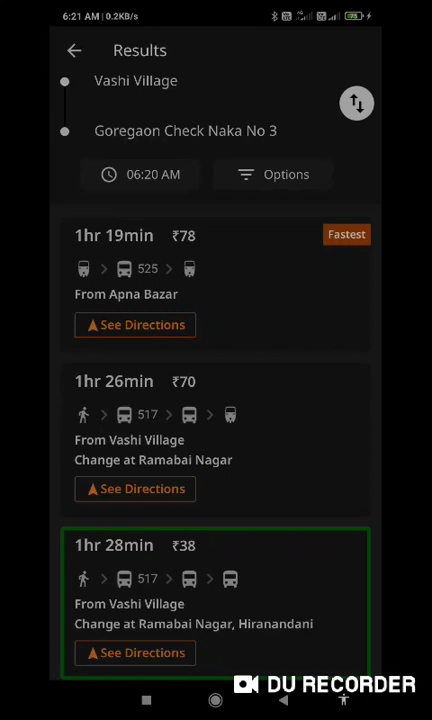 6:21 AM | 0.2KB/s
Results
Vashi Village
Goregaon Check Naka No 3
06:20 AM
Options
1hr 19min ₹78
Fastest
525
From Apna Bazar
See Directions
1hr 26min ₹70
517
From Vashi Village
Change at Ramabai Nagar
See Directions
1hr 28min ₹38
517
From Vashi Village
Change at Ramabai Nagar, Hiranandani
See Directions
DU RECORDER